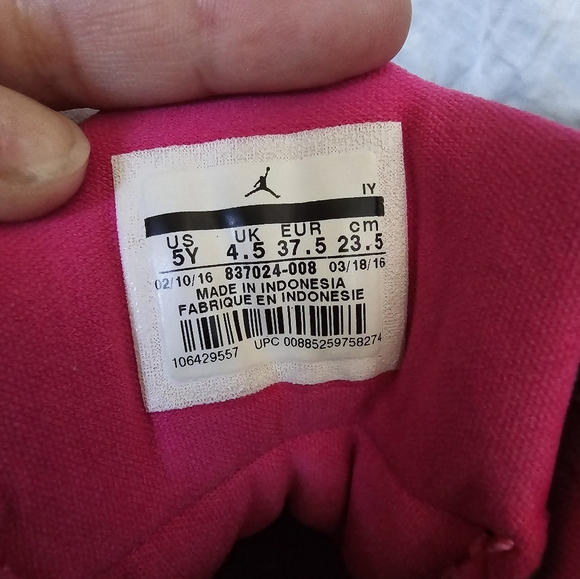 IY
US UK EUR cm
5Y 4.5 37.5 23.5
02/10/16 837024-008 03/18/16
MADE IN INDONESIA
FABRIQUE EN INDONESIE
106429557 UPC 00885259758274